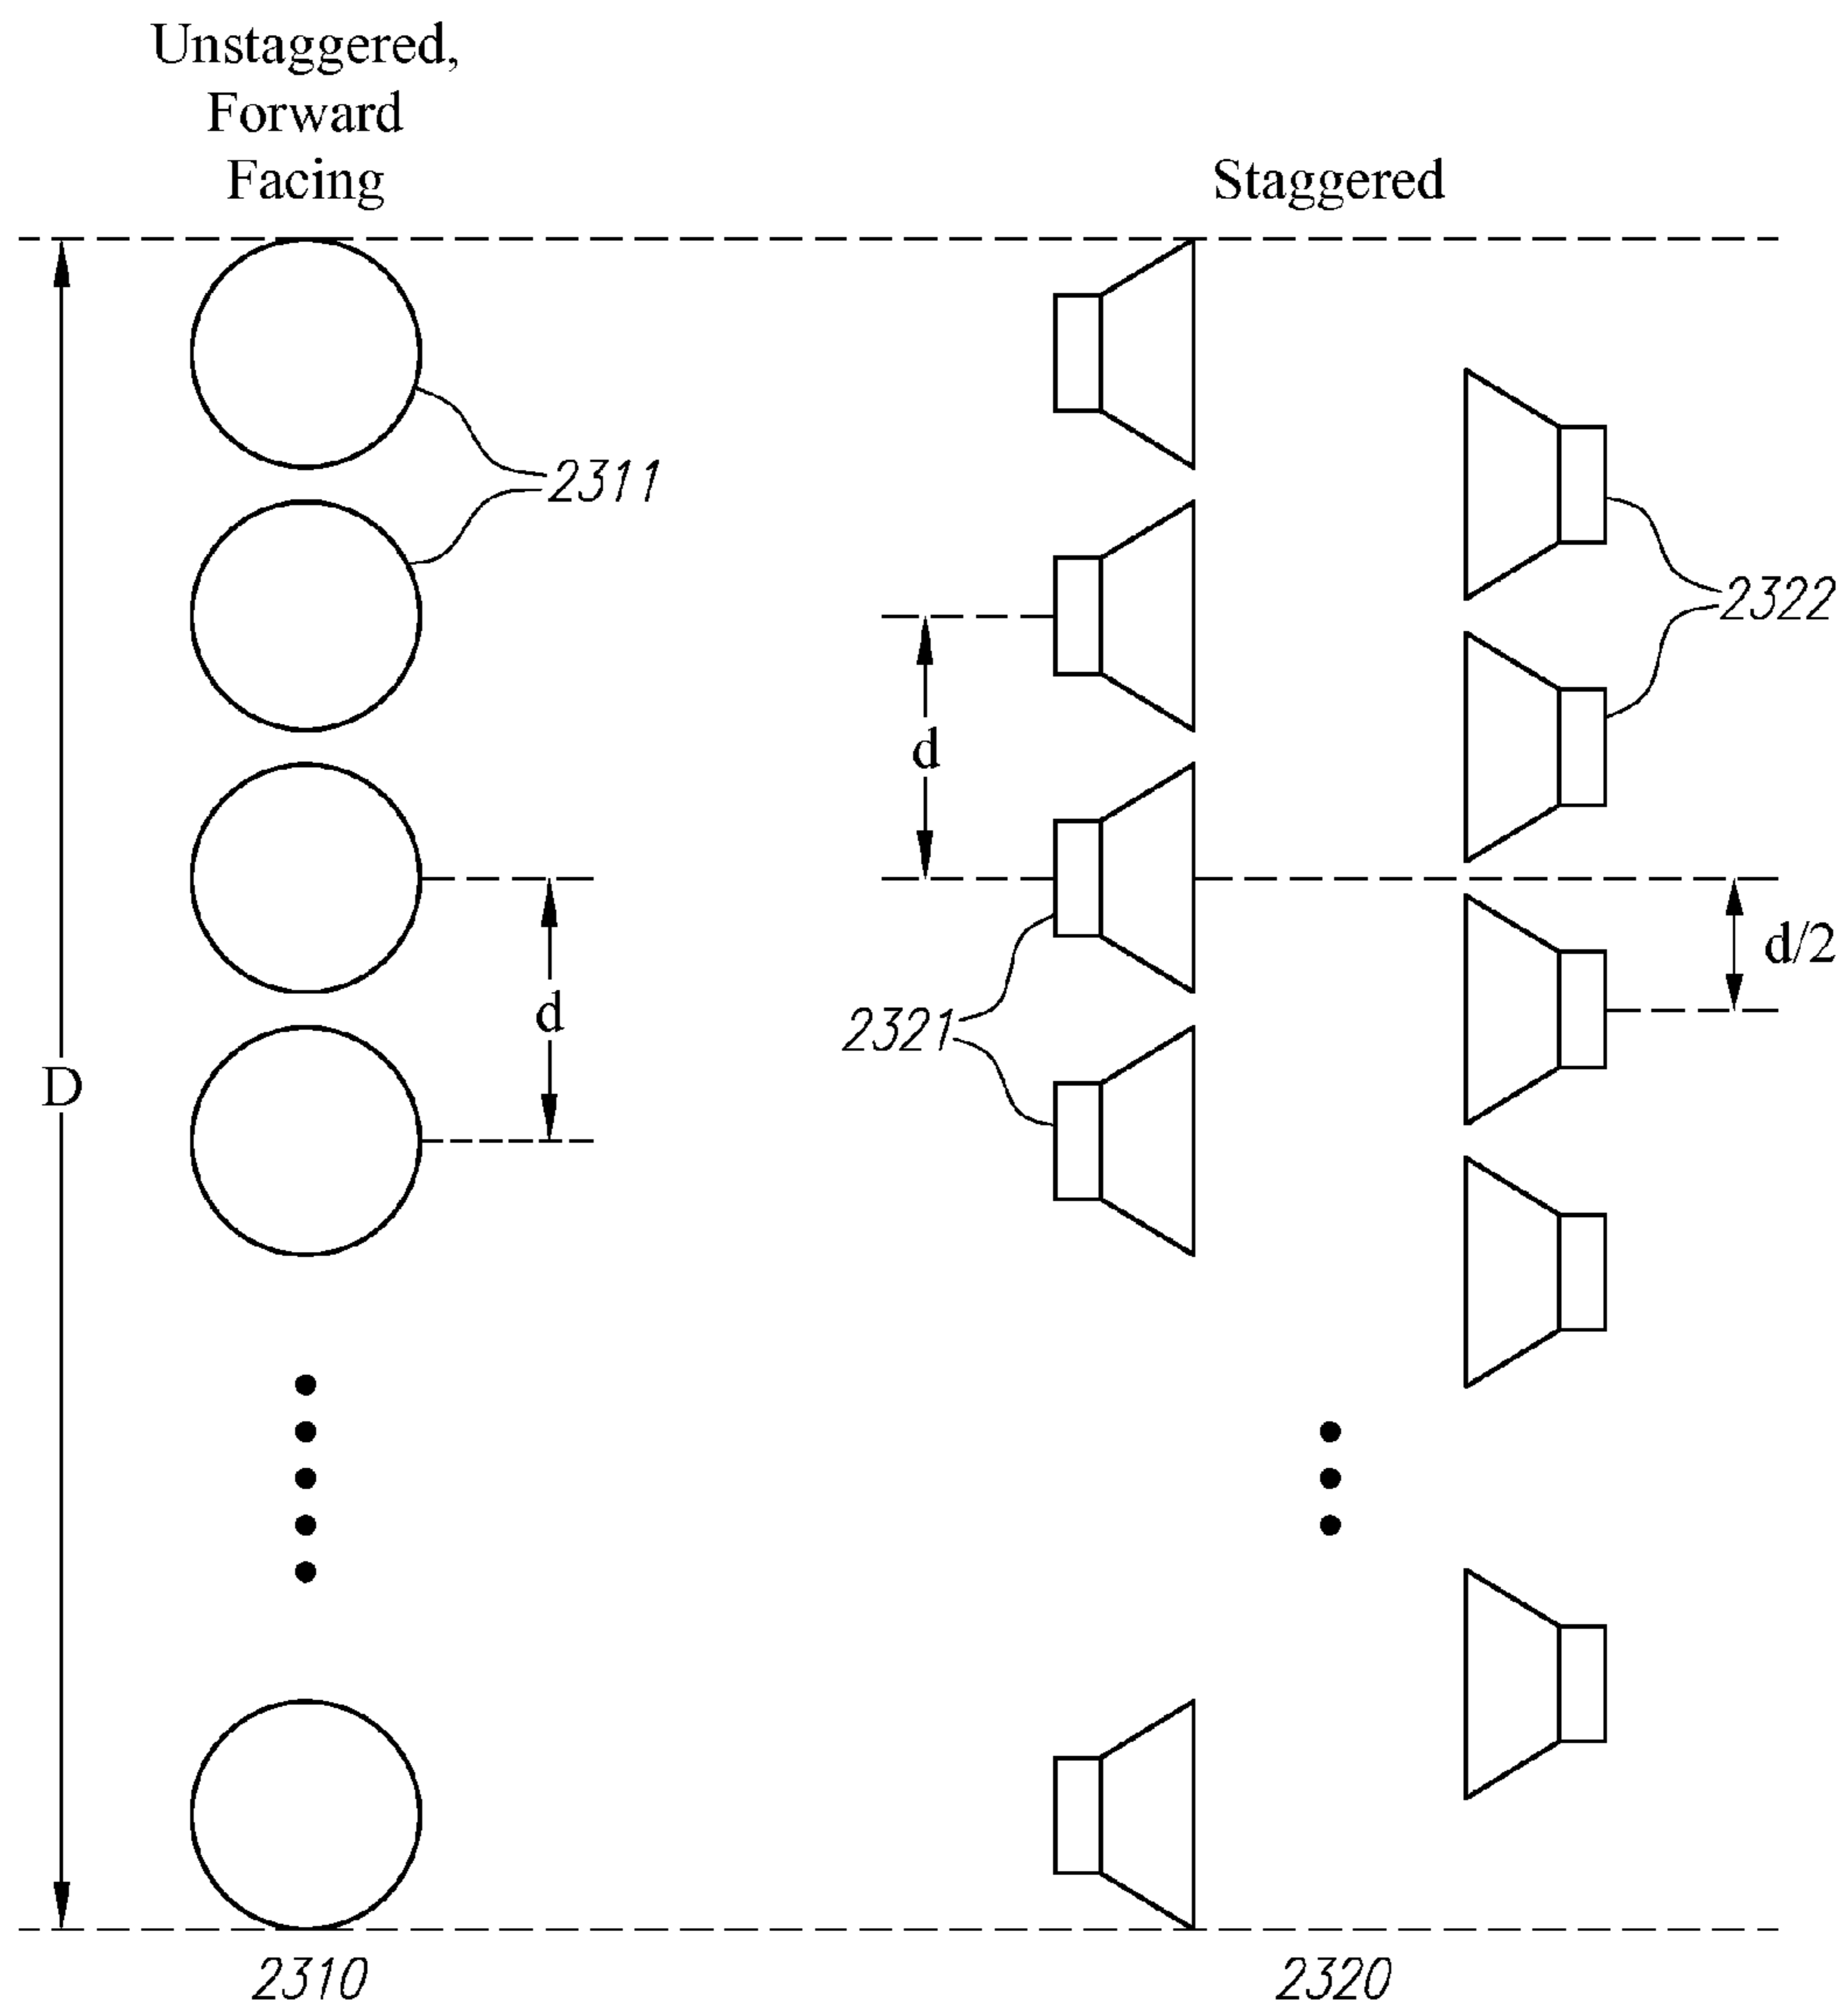 Unstaggered,
Forward
Facing
Staggered
2311
2322
d
d/2
d
2321
D
2310
2320